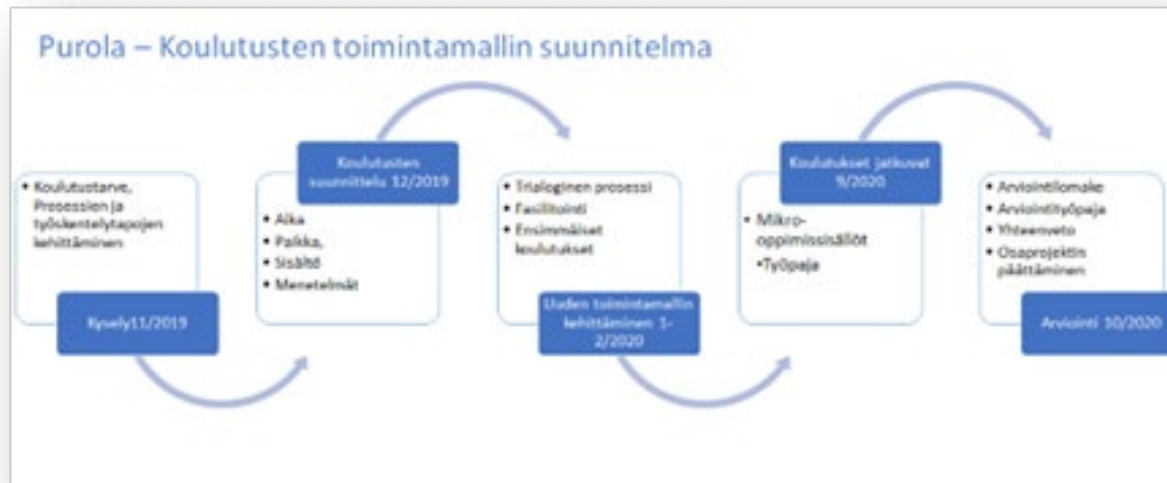 Purola – Koulutusten toimintamallin suunnitelma
• Koulutustarve,
Prosessien ja
työskentelytapojen
kehittäminen
Kysely11/2019
Koulutusten
suunnittelu 12/2019
• Aika
• Paikka,
• Sisältö
• Menetelmät
• Trialoginen prosessi
• Fasilitointi
• Ensimmäiset
koulutukset
Uuden toimintamallin
kehittäminen 1-
2/2020
Koulutukset jatkuvat
9/2020
• Mikro-
oppimissisällöt
•Työpaja
• Arviointilomake
• Arviointityöpaja
• Yhteenveto
• Osaprojektin
päättäminen
Arviointi 10/2020